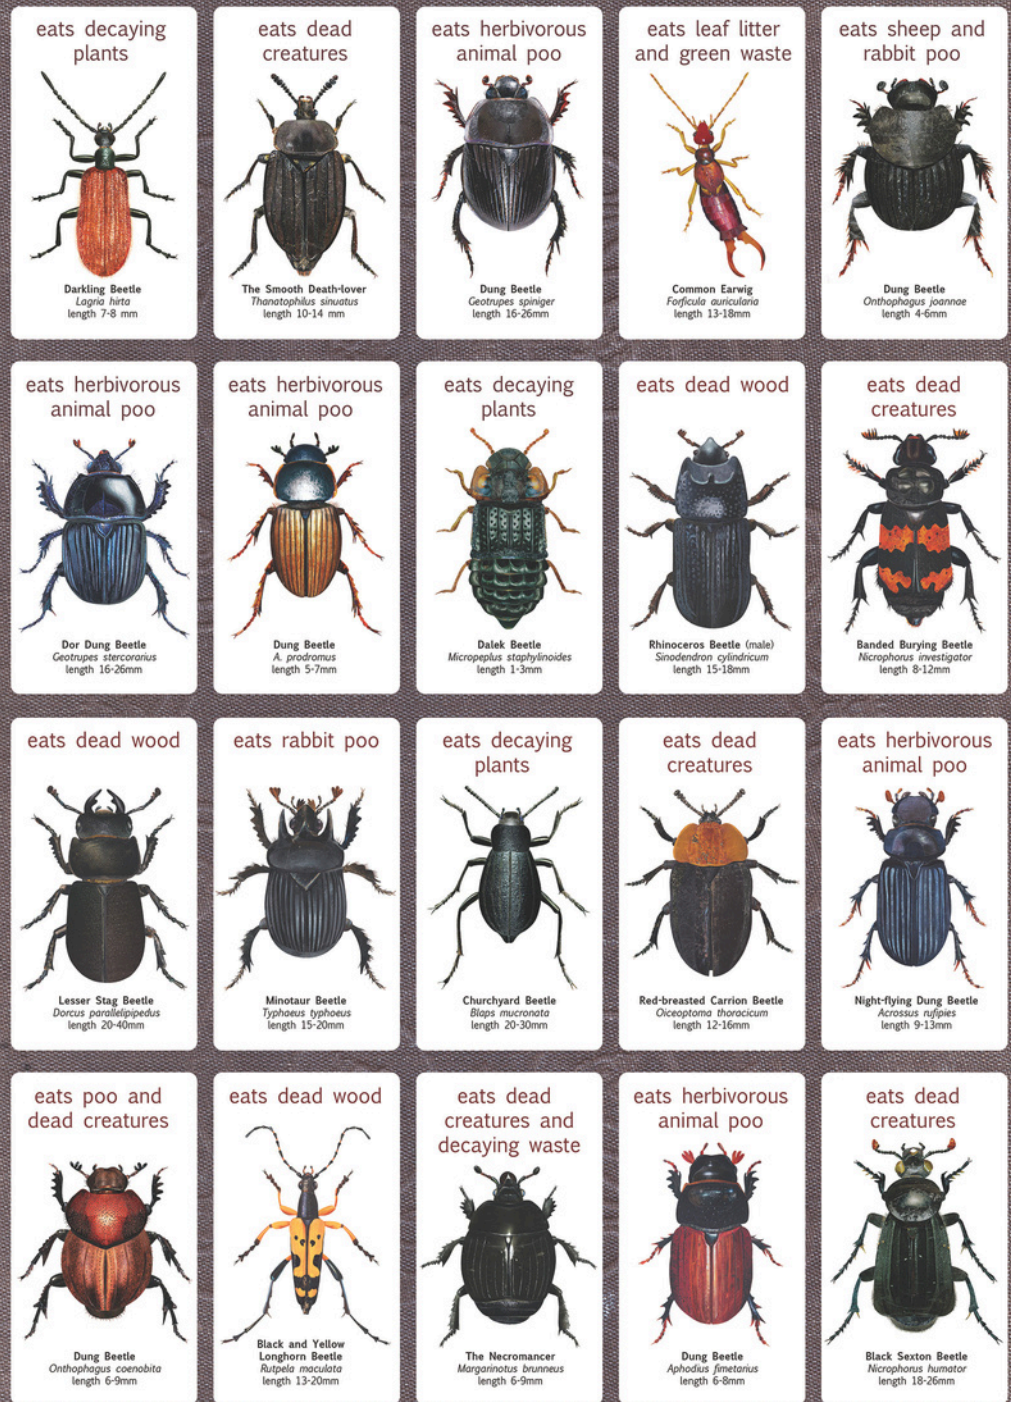 eats decaying
plants
Darkling Beetle
Lagria hirta
length 7-8 mm
eats dead
creatures
The Smooth Death-lover
Thanatophilus sinuatus
length 10-14 mm
eats herbivorous
animal poo
Dung Beetle
Geotrupes spiniger
length 16-26mm
eats leaf litter
and green waste
Common Earwig
Forficula auricularia
length 13-18mm
eats sheep and
rabbit poo
Dung Beetle
Onthophagus joannae
length 4-6mm
eats herbivorous
animal poo
Dor Dung Beetle
Geotrupes stercorarius
length 16-26mm
eats herbivorous
animal poo
Dung Beetle
A. prodromus
length 5-7mm
eats decaying
plants
Dalek Beetle
Micropeplus staphylinoides
length 1-3mm
eats dead wood
Rhinoceros Beetle (male)
Sinodendron cylindricum
length 15-18mm
eats dead
creatures
Banded Burying Beetle
Nicrophorus investigator
length 8-12mm
eats dead wood
Lesser Stag Beetle
Dorcus parallelipipedus
length 20-40mm
eats rabbit poo
Minotaur Beetle
Typhaeus typhoeus
length 15-20mm
eats decaying
plants
Churchyard Beetle
Blaps mucronata
length 20-30mm
eats dead
creatures
Red-breasted Carrion Beetle
Oiceoptoma thoracicum
length 12-16mm
eats herbivorous
animal poo
Night-flying Dung Beetle
Acrossus rufipies
length 9-13mm
eats poo and
dead creatures
Dung Beetle
Onthophagus coenobita
length 6-9mm
eats dead wood
Black and Yellow
Longhorn Beetle
Rutpela maculata
length 13-20mm
eats dead
creatures and
decaying waste
The Necromancer
Margarinotus brunneus
length 6-9mm
eats herbivorous
animal poo
Dung Beetle
Aphodius fimetarius
length 6-8mm
eats dead
creatures
Black Sexton Beetle
Nicrophorus humator
length 18-26mm